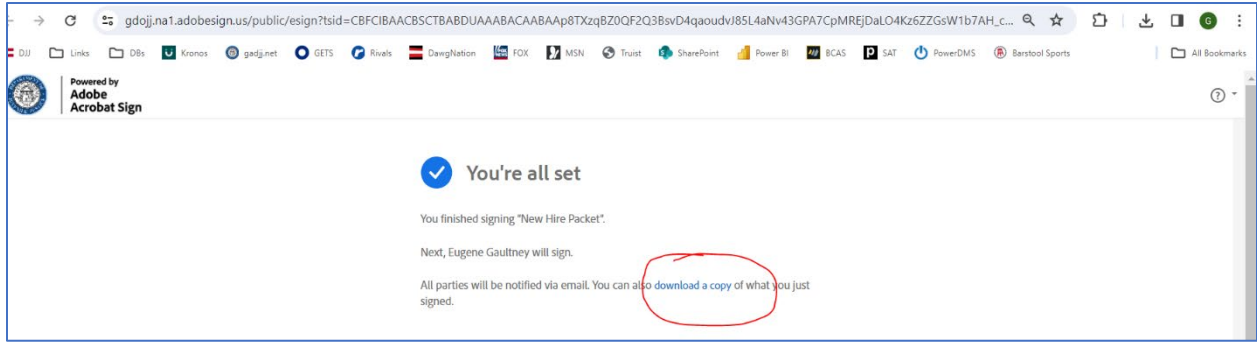 gdojj.na1.adobesign.us/public/esign?tsid=CBFCIBAACBSCTBABDUAAABACAABAAp8TXzqBZ0QF2Q3BsvD4qaoudvJ85L4aNv43GPA7CpMREjDaLO4Kz6ZZGsW1b7AH_c... G
DJJ Links DBs Kronos gadjj.net GETS Rivals DawgNation FOX MSN Truist SharePoint Power BI BCAS SAT PowerDMS Barstool Sports All Bookmarks
Powered by
Adobe
Acrobat Sign
You're all set
You finished signing "New Hire Packet".
Next, Eugene Gaultney will sign.
All parties will be notified via email. You can also download a copy of what you just
signed.